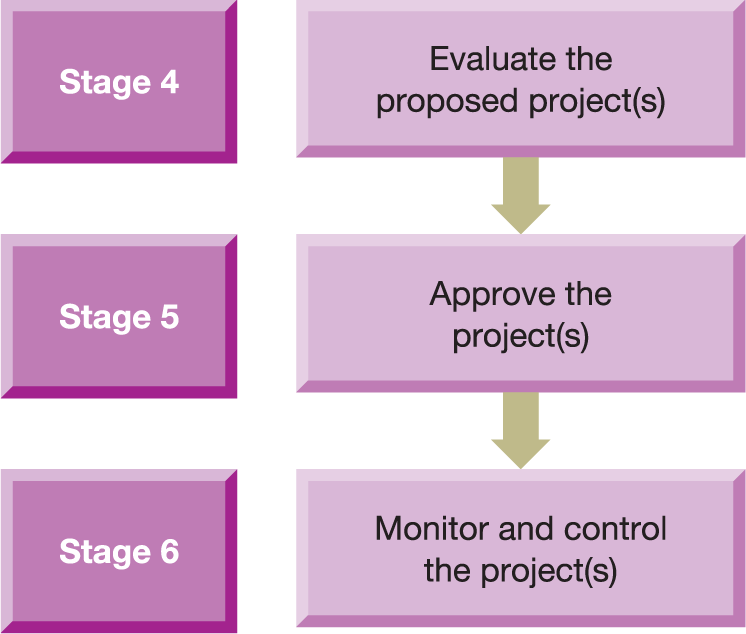 Stage 4
Evaluate the
proposed project(s)
Stage 5
Approve the
project(s)
Stage 6
Monitor and control
the project(s)